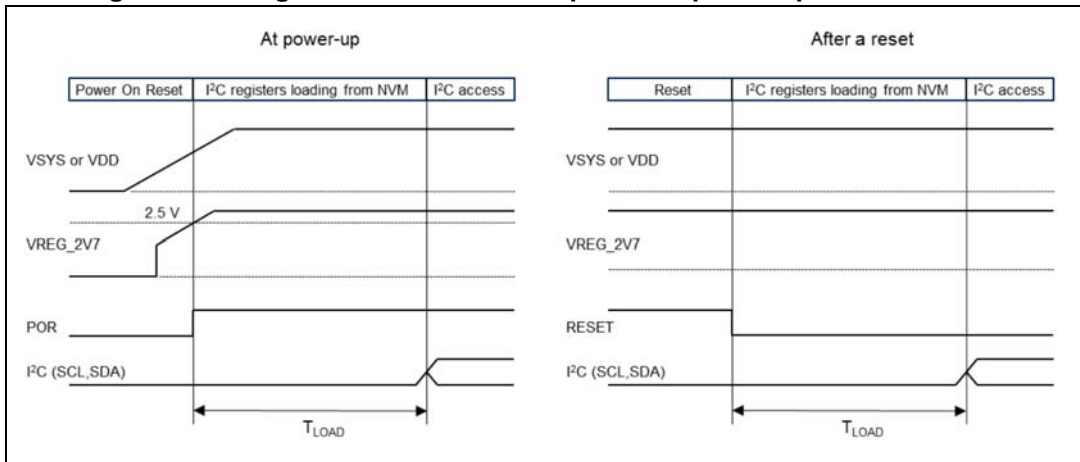 At power-up
After a reset
Power On Reset I²C registers loading from NVM I²C access
Reset I²C registers loading from NVM I²C access
VSYS or VDD
VSYS or VDD
2.5 V
VREG_2V7
VREG_2V7
POR
RESET
I²C (SCL,SDA)
I²C (SCL,SDA)
TLOAD
TLOAD